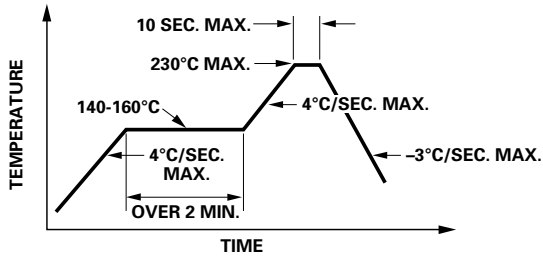 10 SEC. MAX.
230°C MAX.
4°C/SEC. MAX.
140-160°C
4°C/SEC.
MAX.
–3°C/SEC. MAX.
OVER 2 MIN.
TEMPERATURE
TIME